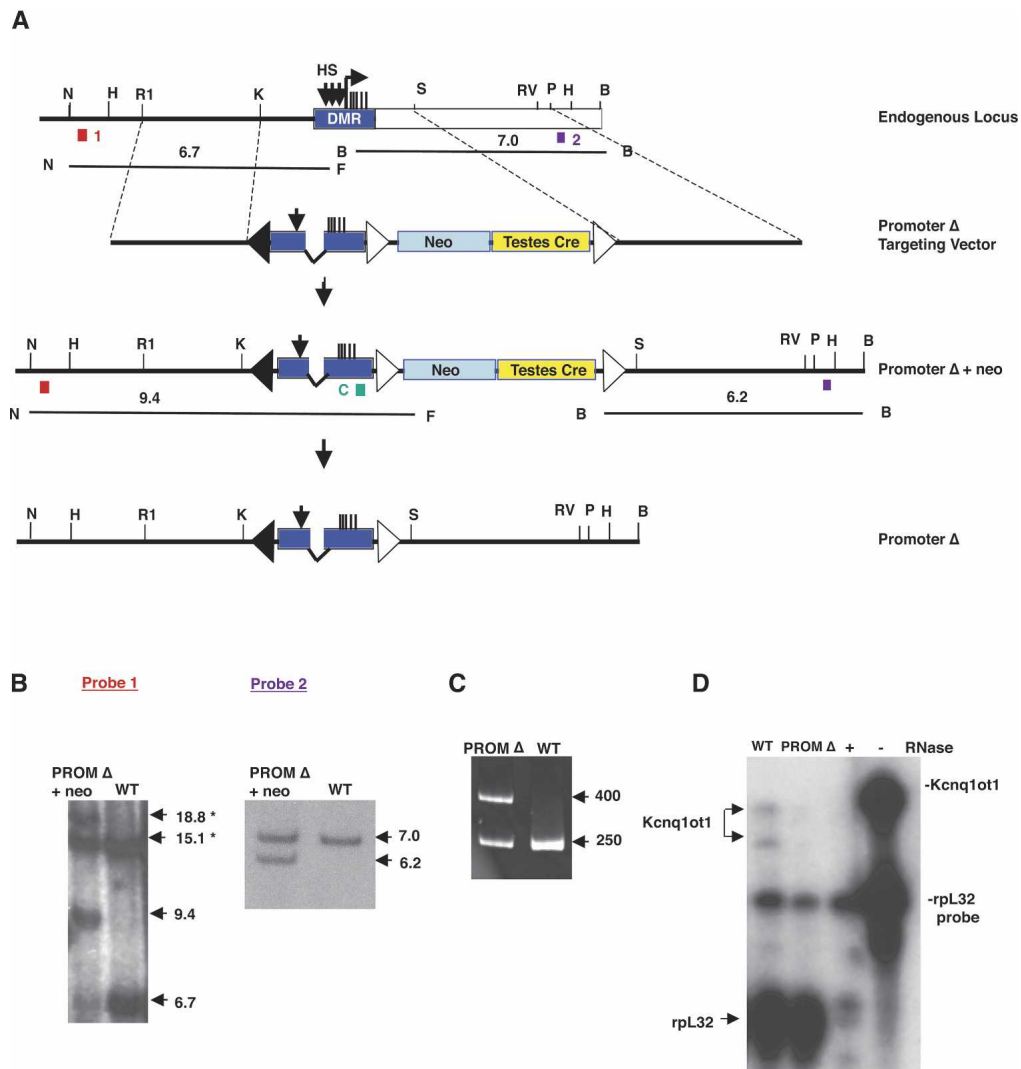 A
HS
N H R1 K S RV P H B
DMR
Endogenous Locus
1
2
6.7
B 7.0 B
N F
Promoter Δ
Targeting Vector
Neo Testes Cre
N H R1 K S RV P H B
Neo Testes Cre
Promoter Δ + neo
C
9.4
6.2
N F B B
N H R1 K S RV P H B
Promoter Δ
B
Probe 1
Probe 2
PROM Δ
+ neo WT
18.8 *
15.1 *
9.4
6.7
PROM Δ
+ neo WT
7.0
6.2
C
PROM Δ WT
400
250
D
WT PROM Δ + - RNase
-Kcnq1ot1
Kcnq1ot1
-rpL32
probe
rpL32